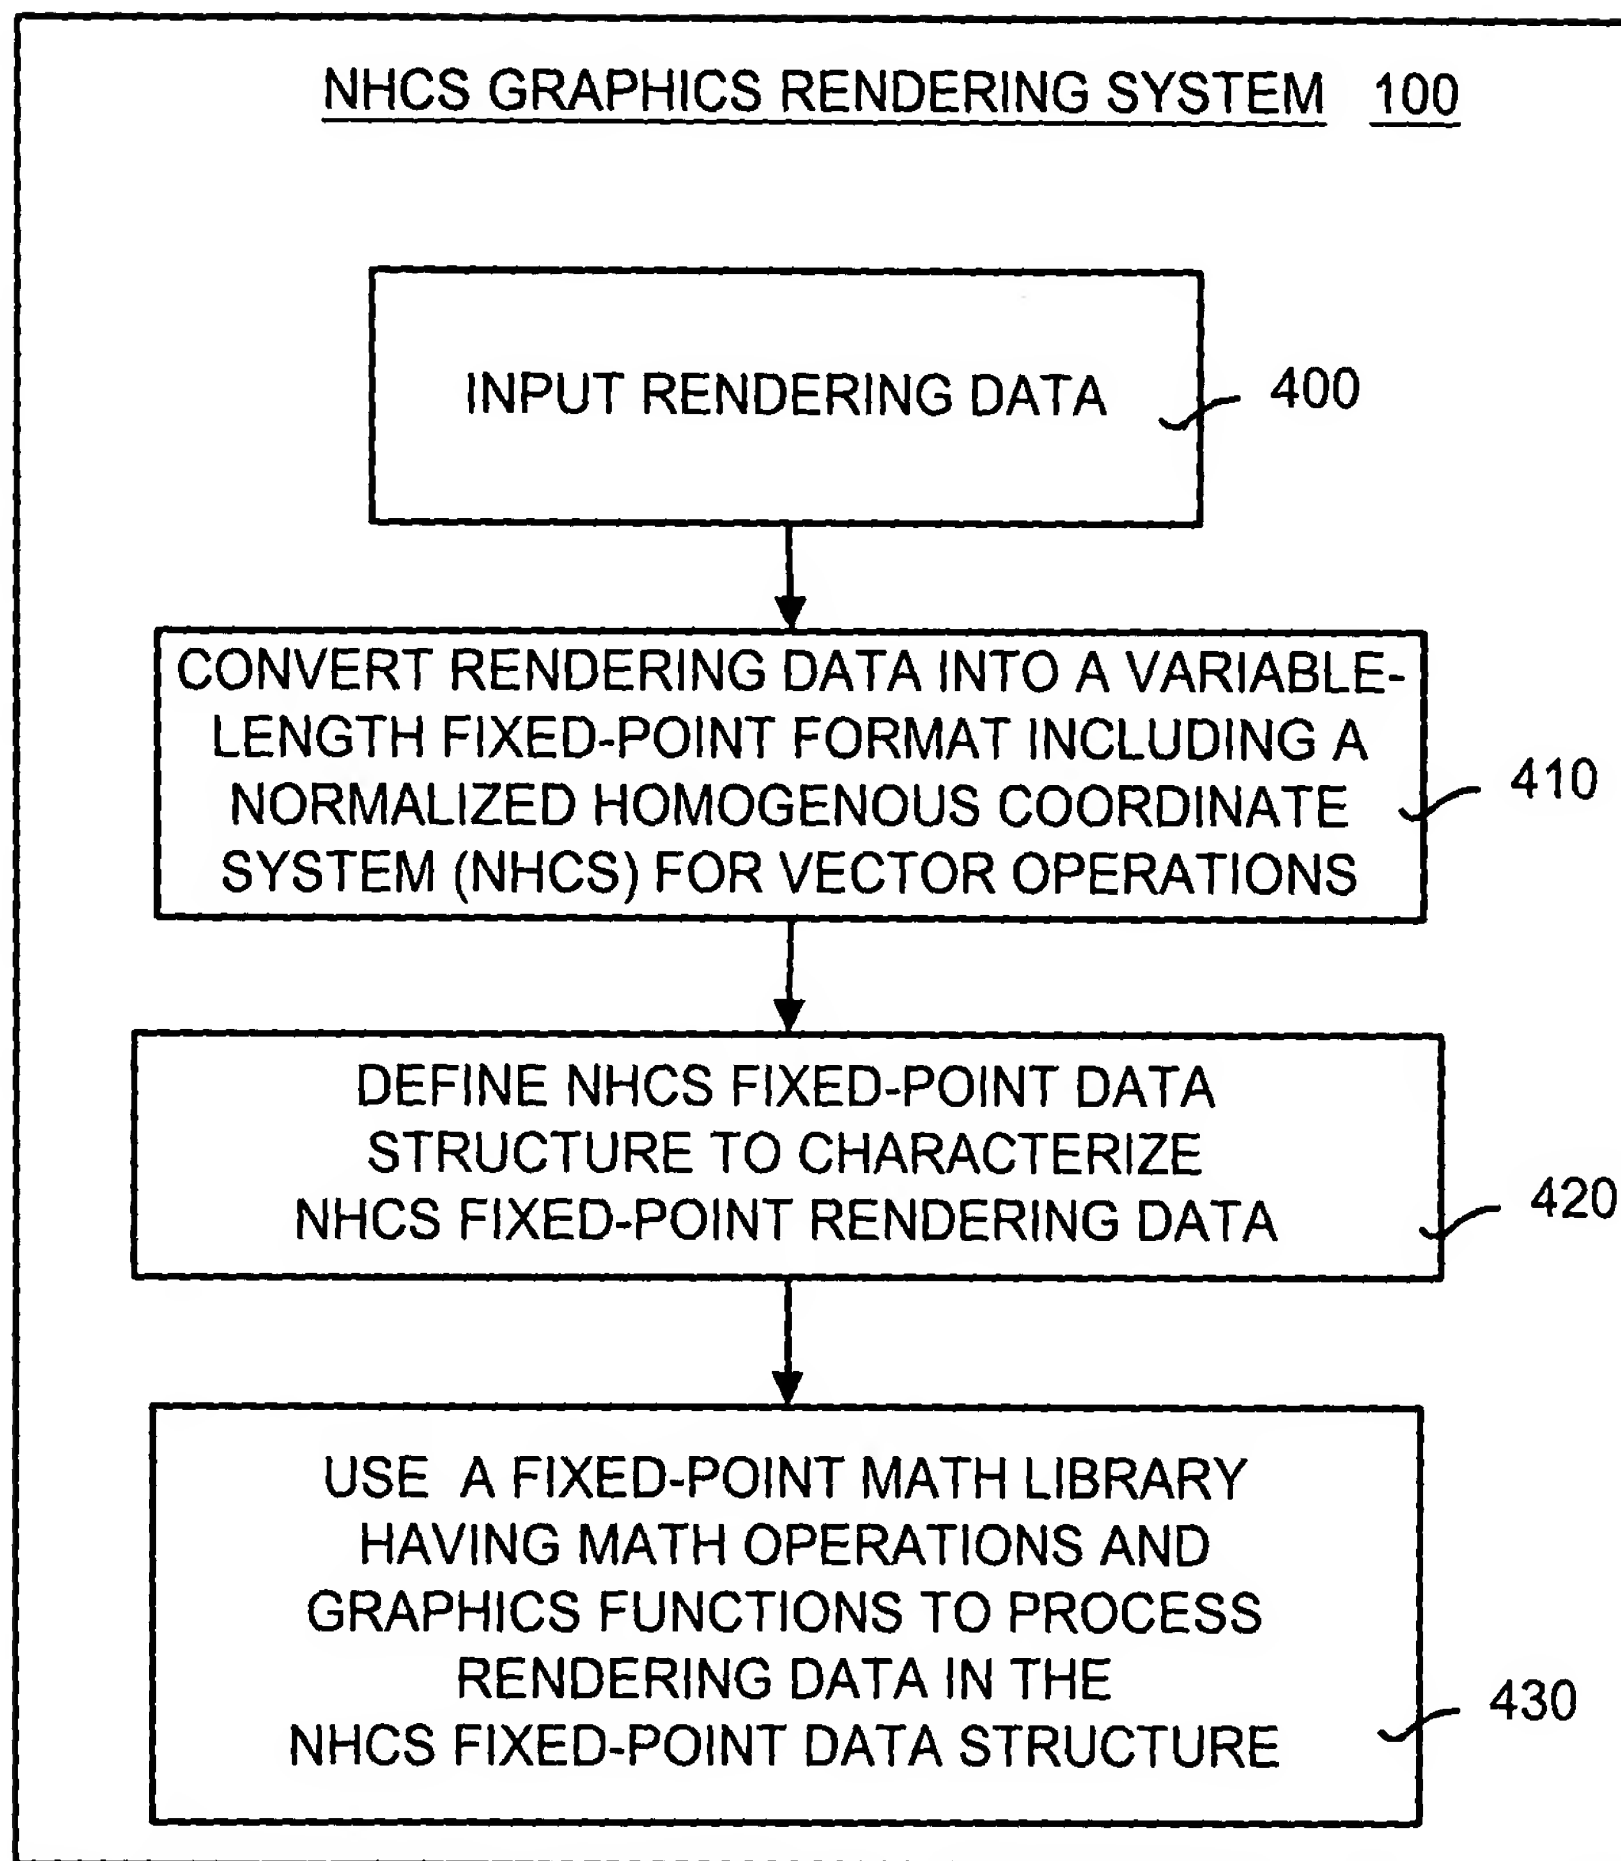 NHCS GRAPHICS RENDERING SYSTEM 100
INPUT RENDERING DATA
400
CONVERT RENDERING DATA INTO A VARIABLE-
LENGTH FIXED-POINT FORMAT INCLUDING A
NORMALIZED HOMOGENOUS COORDINATE
SYSTEM (NHCS) FOR VECTOR OPERATIONS
410
DEFINE NHCS FIXED-POINT DATA
STRUCTURE TO CHARACTERIZE
NHCS FIXED-POINT RENDERING DATA
420
USE A FIXED-POINT MATH LIBRARY
HAVING MATH OPERATIONS AND
GRAPHICS FUNCTIONS TO PROCESS
RENDERING DATA IN THE
NHCS FIXED-POINT DATA STRUCTURE
430